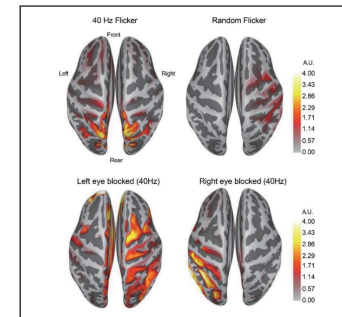 40 Hz Flicker
Random Flicker
Front
Left
Right
Rear
A.U.
4.00
3.43
2.86
2.29
1.71
1.14
0.57
0.00
Left eye blocked (40Hz)
Right eye blocked (40Hz)
A.U.
4.00
3.43
2.86
2.29
1.71
1.14
0.57
0.00